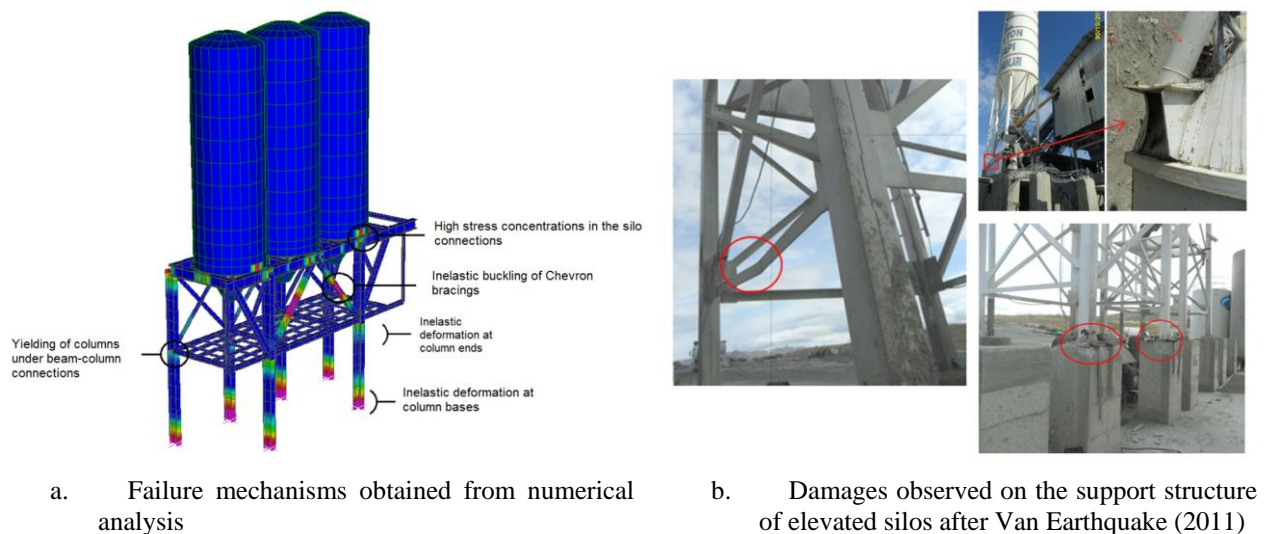 High stress concentrations in the silo
connections
Inelastic buckling of Chevron
bracings
Inelastic
deformation at
column ends
Yielding of columns
under beam-column
connections
Inelastic deformation at
column bases
YON
API
a. Failure mechanisms obtained from numerical
analysis
b. Damages observed on the support structure
of elevated silos after Van Earthquake (2011)